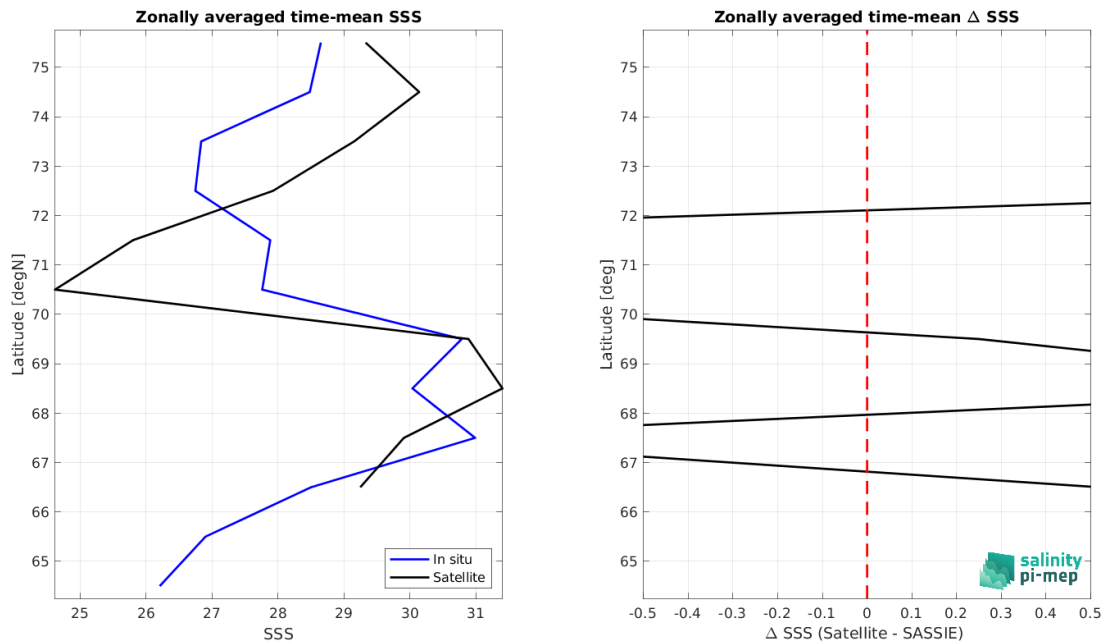 Zonally averaged time-mean SSS
75
74
73
72
71
70
69
68
67
66
65
Latitude [degN]
25 26 27 28 29 30 31
SSS
In situ
Satellite
Zonally averaged time-mean Δ SSS
75
74
73
72
71
70
69
68
67
66
65
Latitude [deg]
-0.5 -0.4 -0.3 -0.2 -0.1 0 0.1 0.2 0.3 0.4 0.5
Δ SSS (Satellite - SASSIE)
salinity
pi-mep